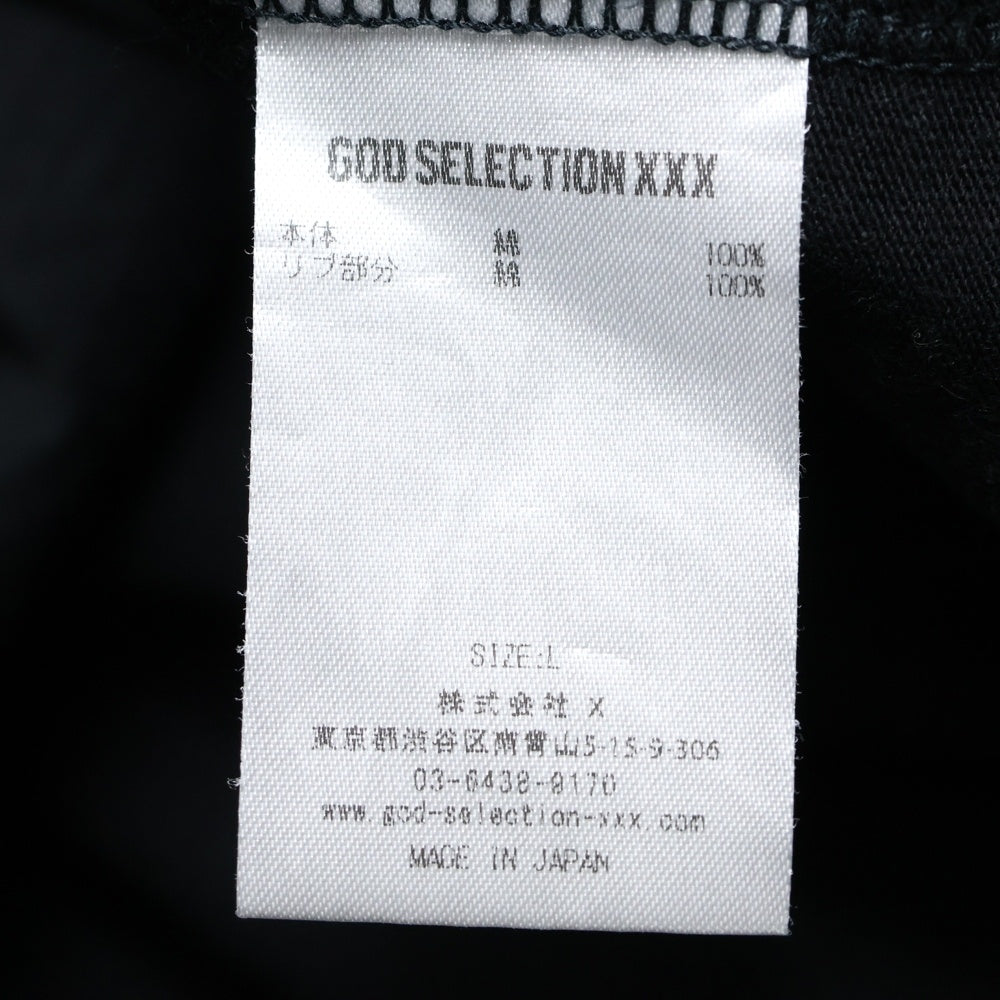 GOD SELECTION XXX
本体 綿 100%
リブ部分 綿 100%
SIZE:L
株式会社 X
東京都渋谷区南青山5-15-9-306
03-6438-9170
www.god-selection-xxx.com
MADE IN JAPAN